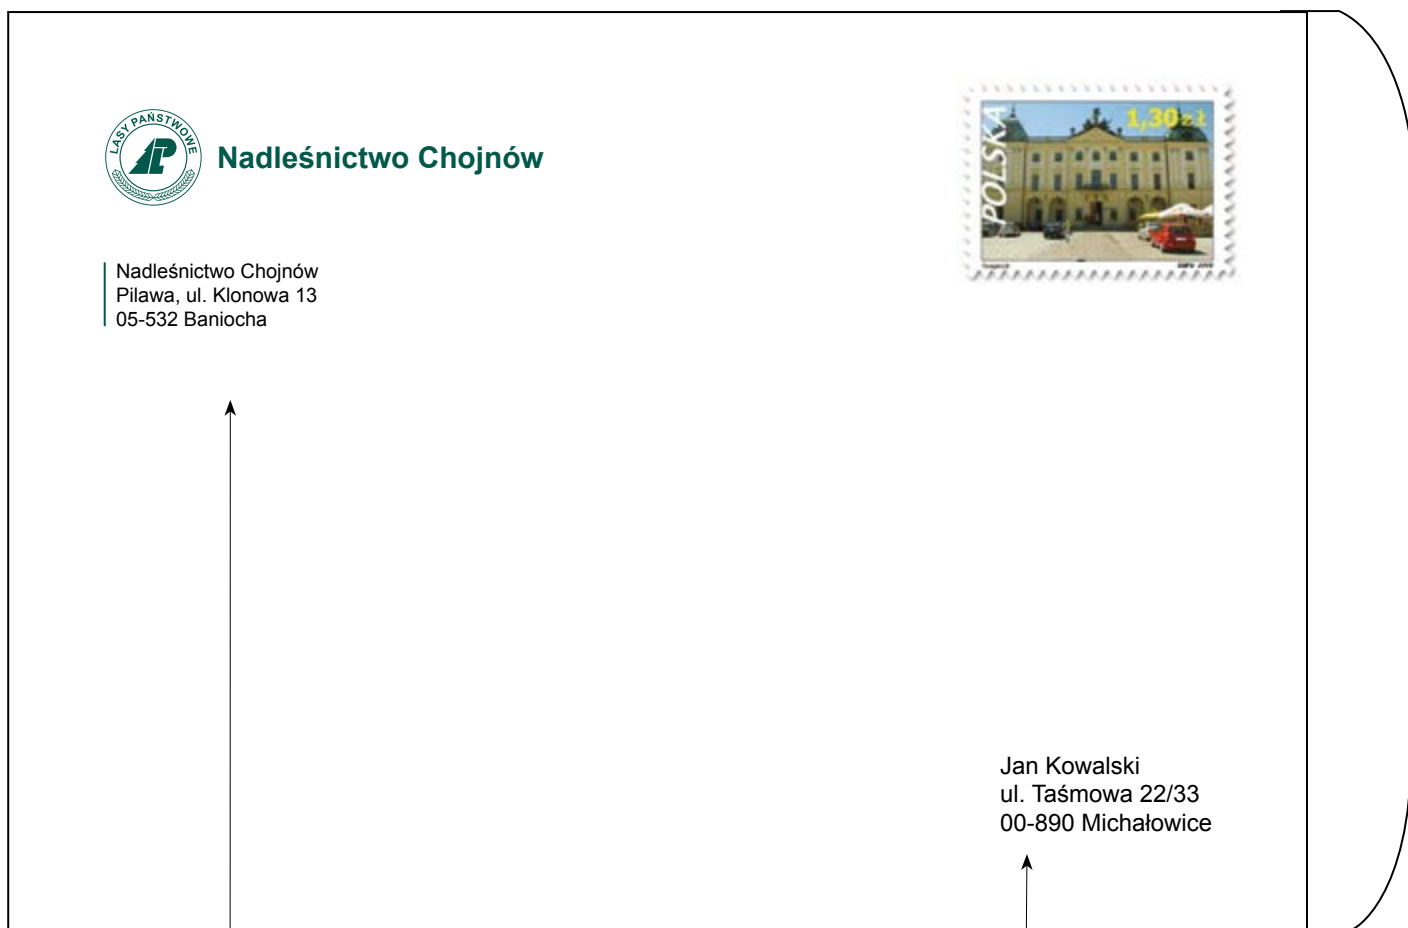 LASY PAŃSTWOWE
Nadleśnictwo Chojnów
1,30 zł
POLSKA
Nadleśnictwo Chojnów
Pilawa, ul. Klonowa 13
05-532 Baniocha
Jan Kowalski
ul. Taśmowa 22/33
00-890 Michałowice